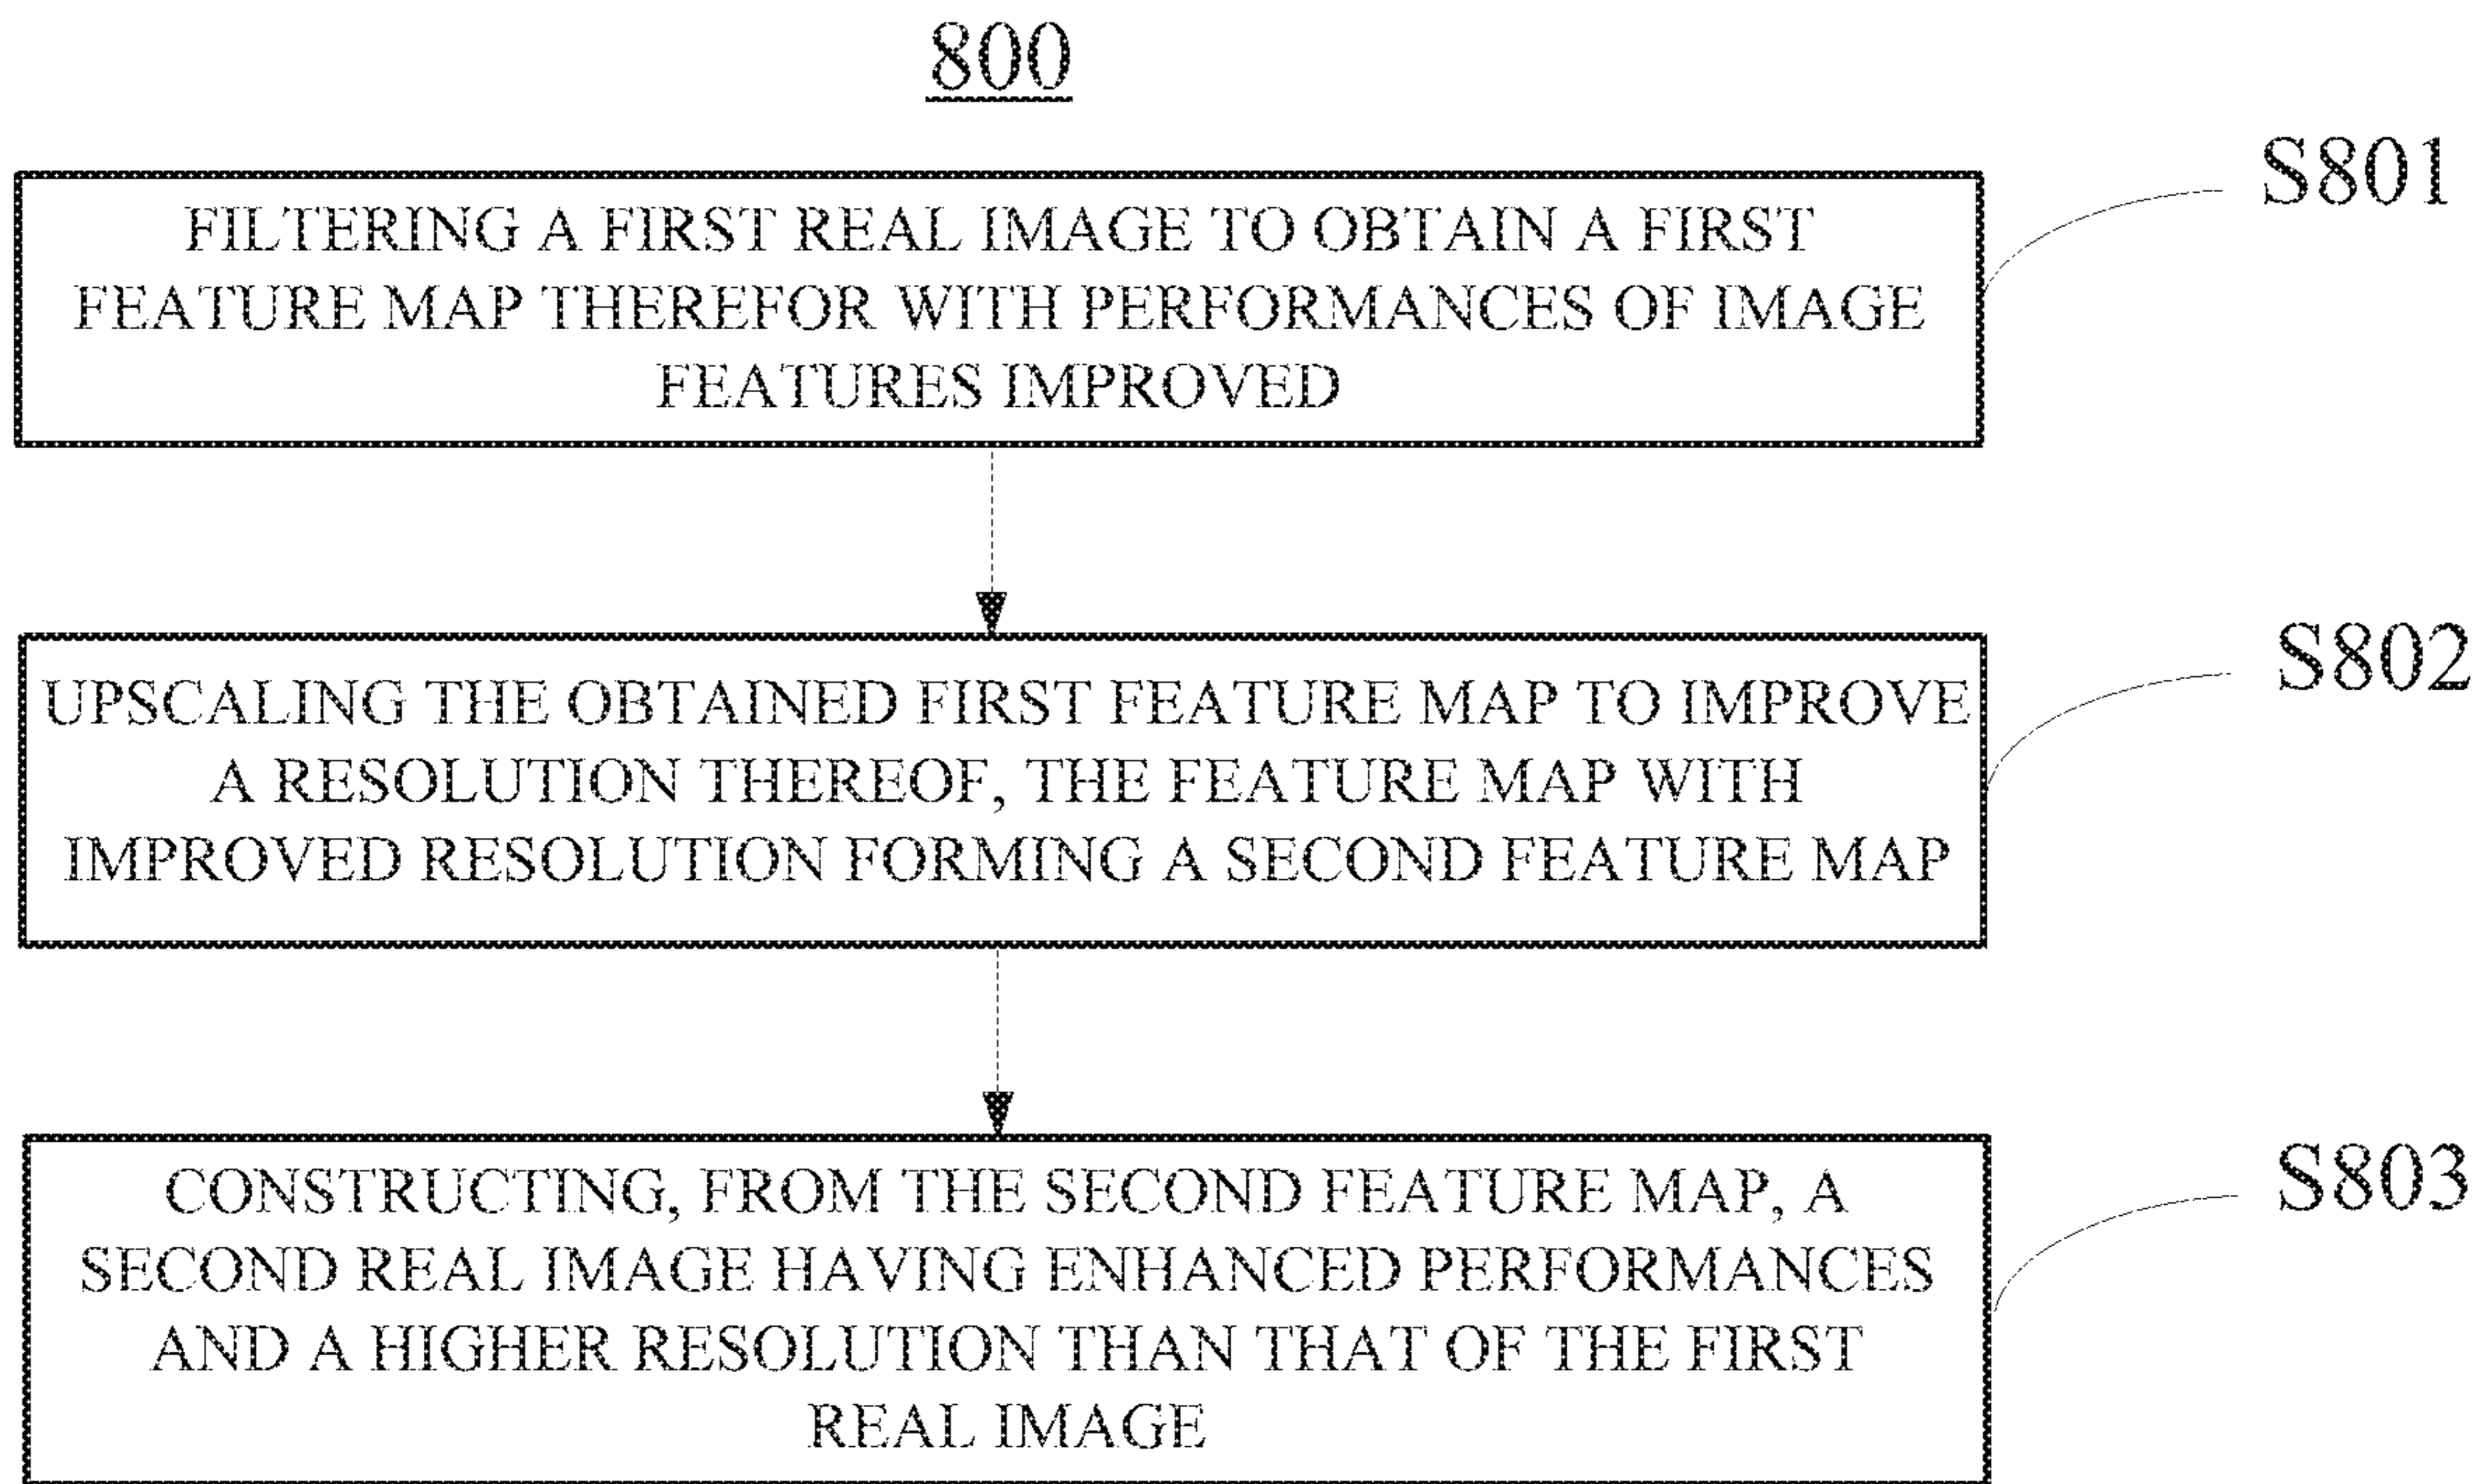 800
S801
FILTERING A FIRST REAL IMAGE TO OBTAIN A FIRST
FEATURE MAP THEREFOR WITH PERFORMANCES OF IMAGE
FEATURES IMPROVED
S802
UPSCALING THE OBTAINED FIRST FEATURE MAP TO IMPROVE
A RESOLUTION THEREOF, THE FEATURE MAP WITH
IMPROVED RESOLUTION FORMING A SECOND FEATURE MAP
S803
CONSTRUCTING, FROM THE SECOND FEATURE MAP, A
SECOND REAL IMAGE HAVING ENHANCED PERFORMANCES
AND A HIGHER RESOLUTION THAN THAT OF THE FIRST
REAL IMAGE